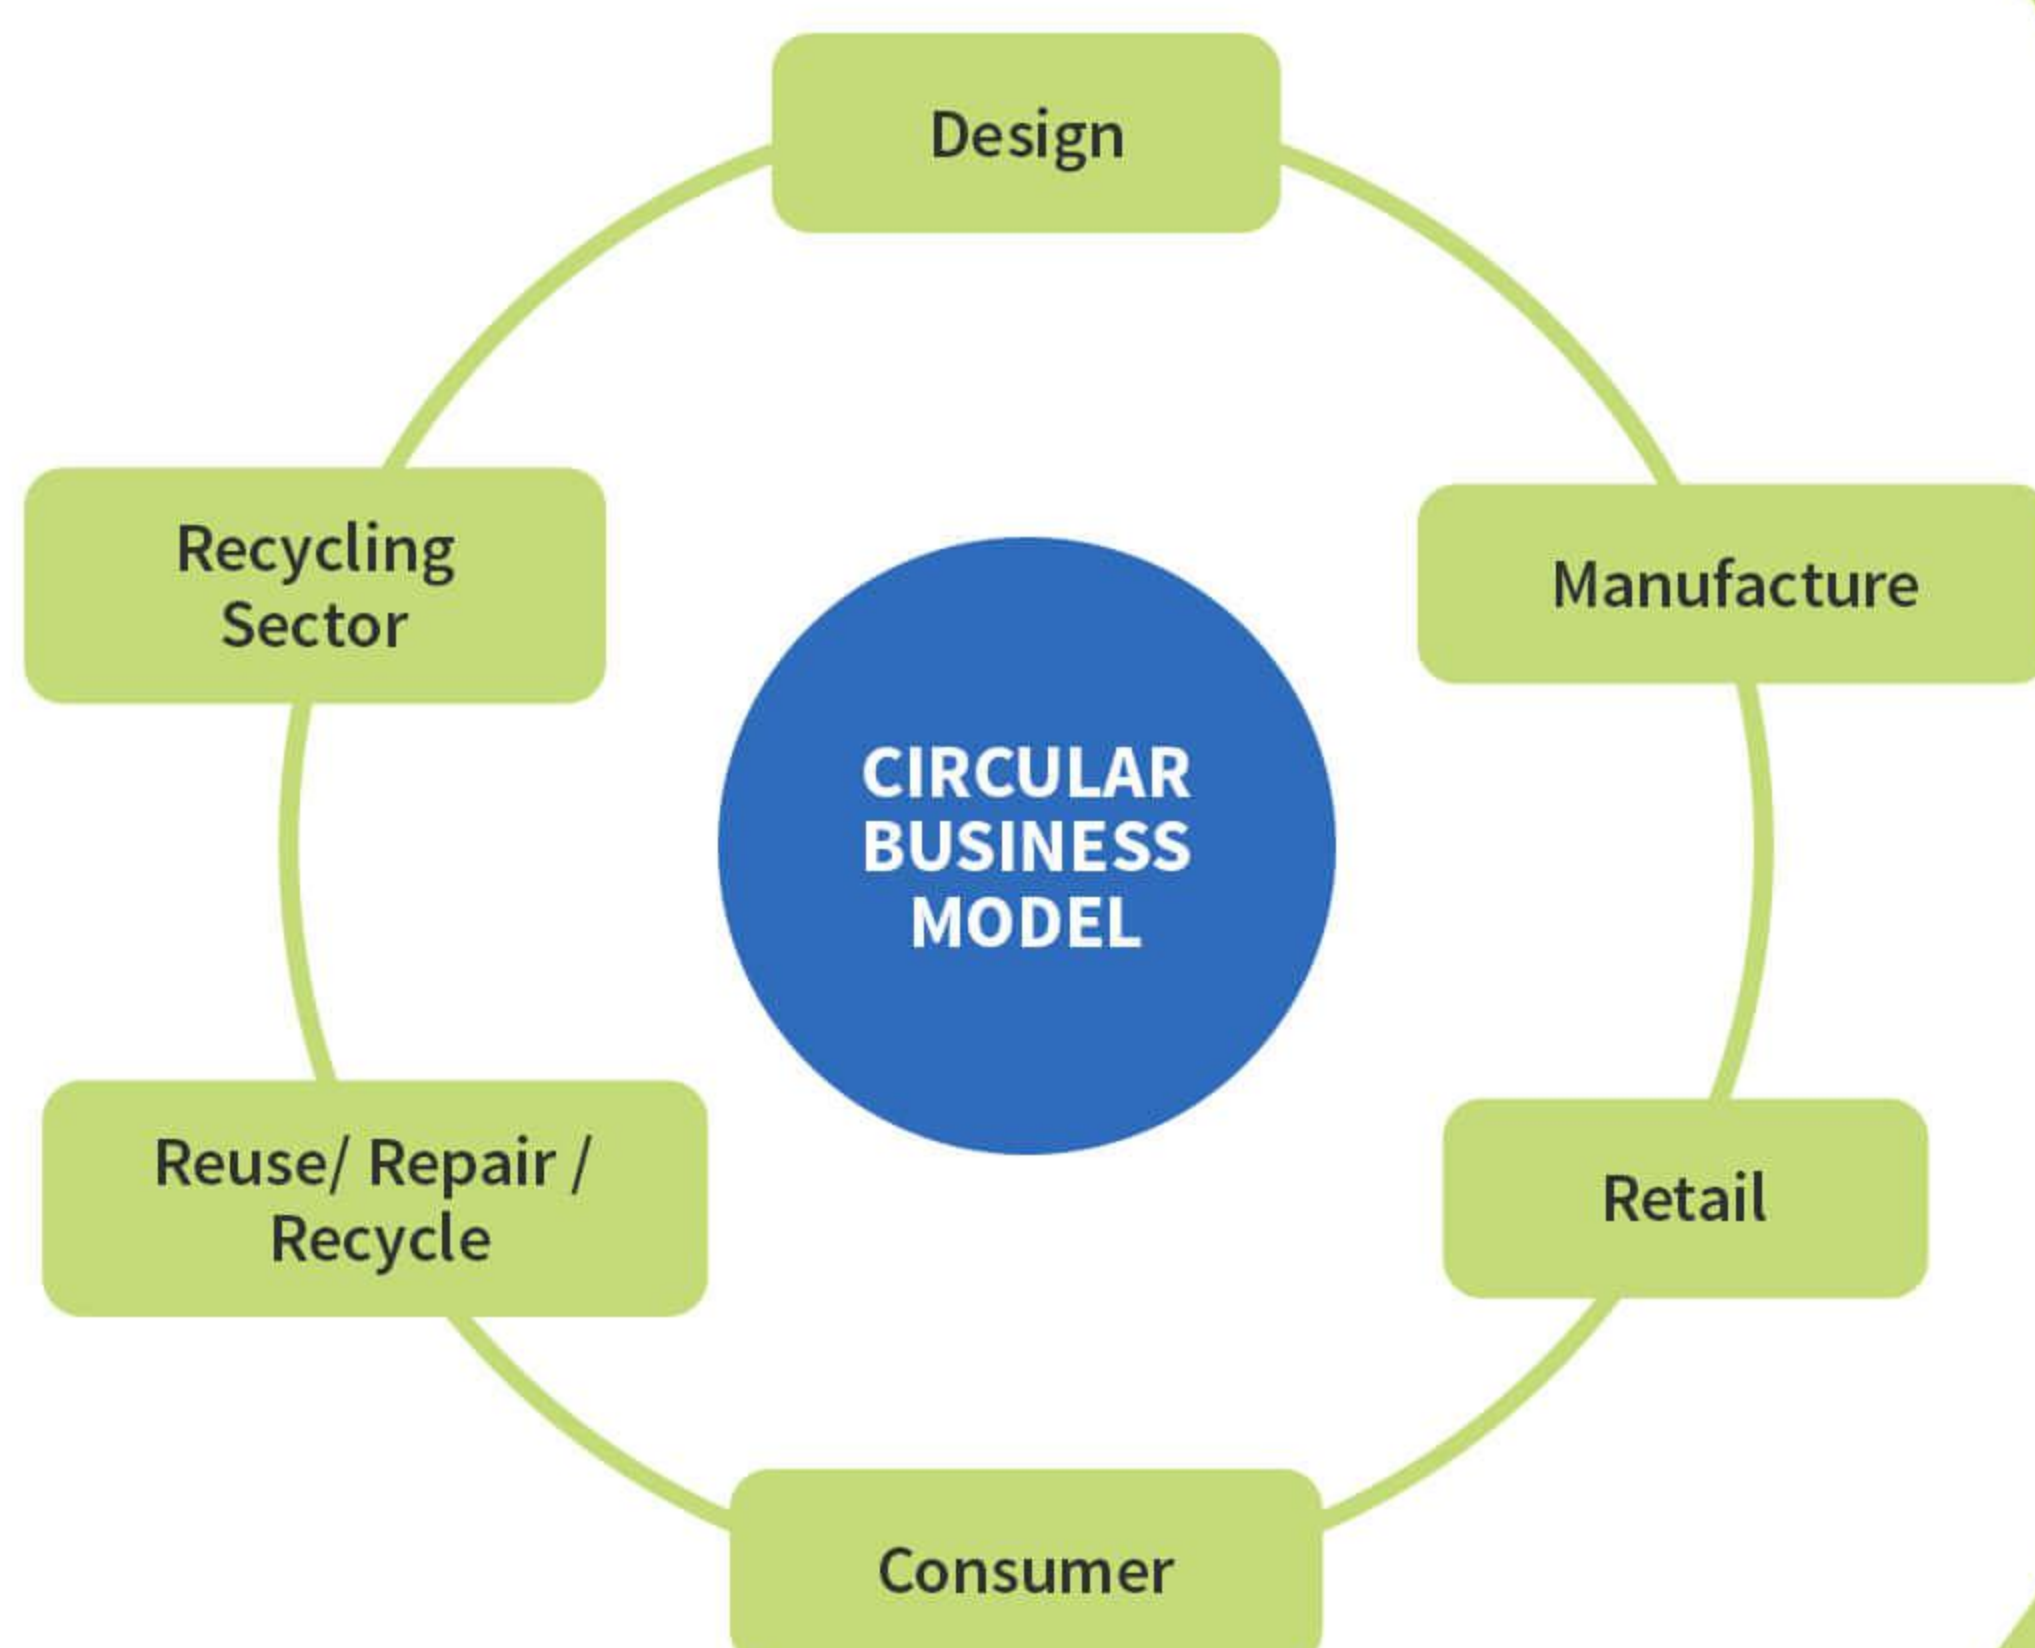 Design
Manufacture
Retail
Consumer
Reuse/ Repair /
Recycle
Recycling
Sector
CIRCULAR
BUSINESS
MODEL